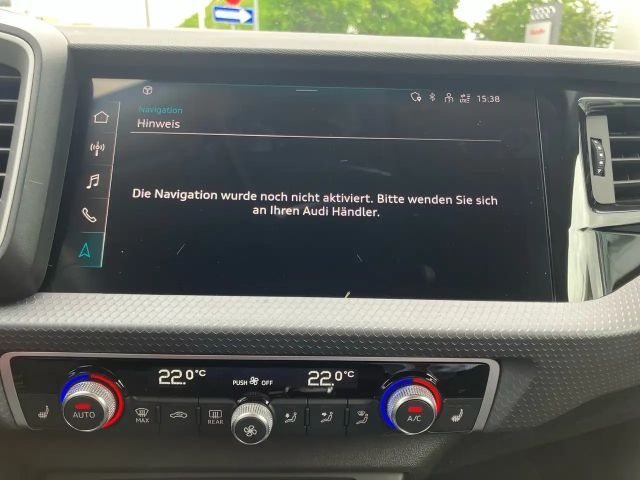 15:38
Navigation
Hinweis
Die Navigation wurde noch nicht aktiviert. Bitte wenden Sie sich
an Ihren Audi Händler.
22.0°C
PUSH OFF
22.0°C
AUTO
MAX
REAR
A/C